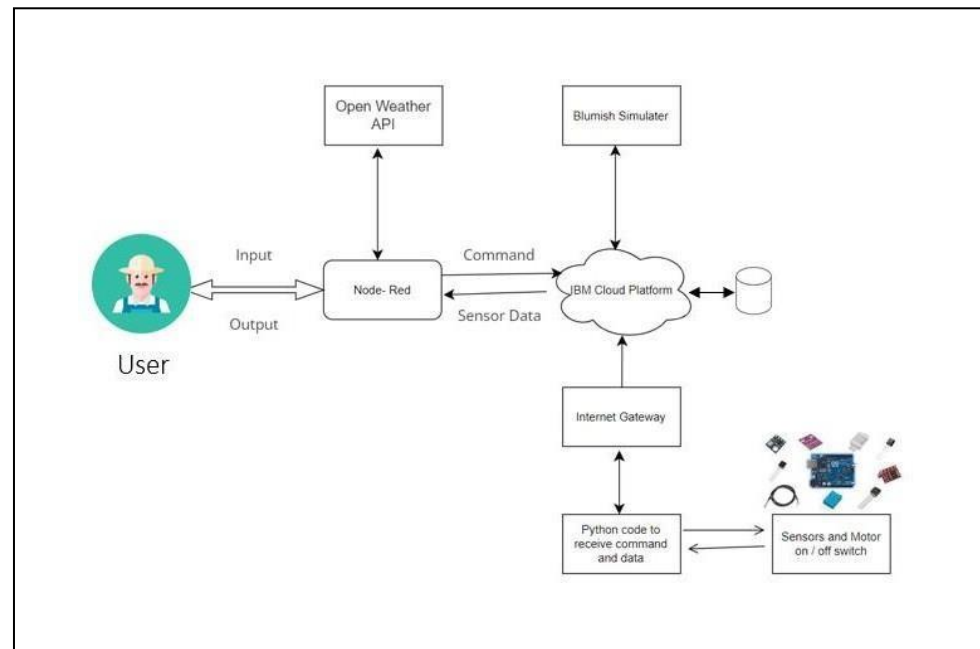 Open Weather
API
Blumish Simulater
Input
Command
Node- Red
IBM Cloud Platform
Output
Sensor Data
User
Internet Gateway
Python code to
receive command
and data
Sensors and Motor
on / off switch